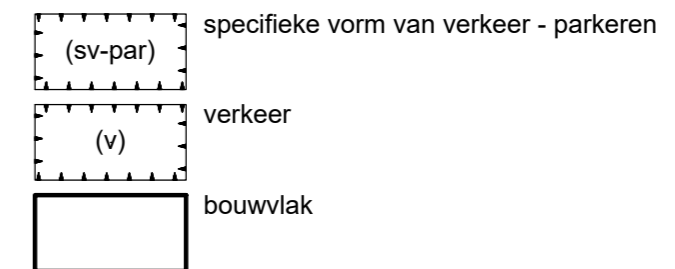 (sv-par) specifieke vorm van verkeer - parkeren
(v) verkeer
bouwvlak